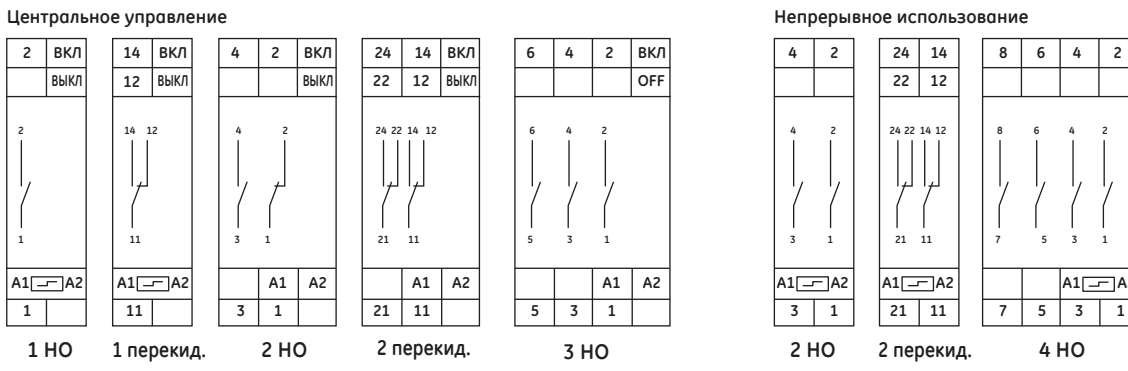 Центральное управление Непрерывное использование
2 ВКЛ 14 ВКЛ 4 2 ВКЛ 24 14 ВКЛ 6 4 2 ВКЛ 4 2 24 14 8 6 4 2
ВЫКЛ 12 ВЫКЛ ВЫКЛ 22 12 ВЫКЛ OFF 22 12
2 14 12 4 2 24 22 14 12 6 4 2 4 2 24 22 14 12 8 6 4 2
1 11 3 1 21 11 5 3 1 3 1 21 11 7 5 3 1
A1 A2 A1 A2 A1 A2 A1 A2 A1 A2 A1 A2 A1 A2 A1 A
1 11 3 1 21 11 5 3 1 3 1 21 11 7 5 3 1
1 НО 1 перекид. 2 НО 2 перекид. 3 НО 2 НО 2 перекид. 4 НО